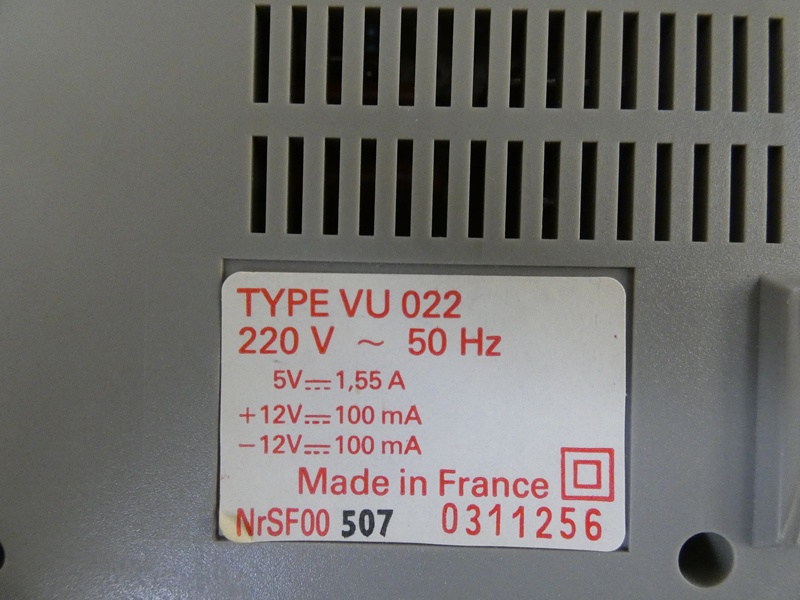 TYPE VU 022
220 V ~ 50 Hz
5V⎓1,55 A
+12V⎓100 mA
−12V⎓100 mA
Made in France
NrSF00 507 0311256